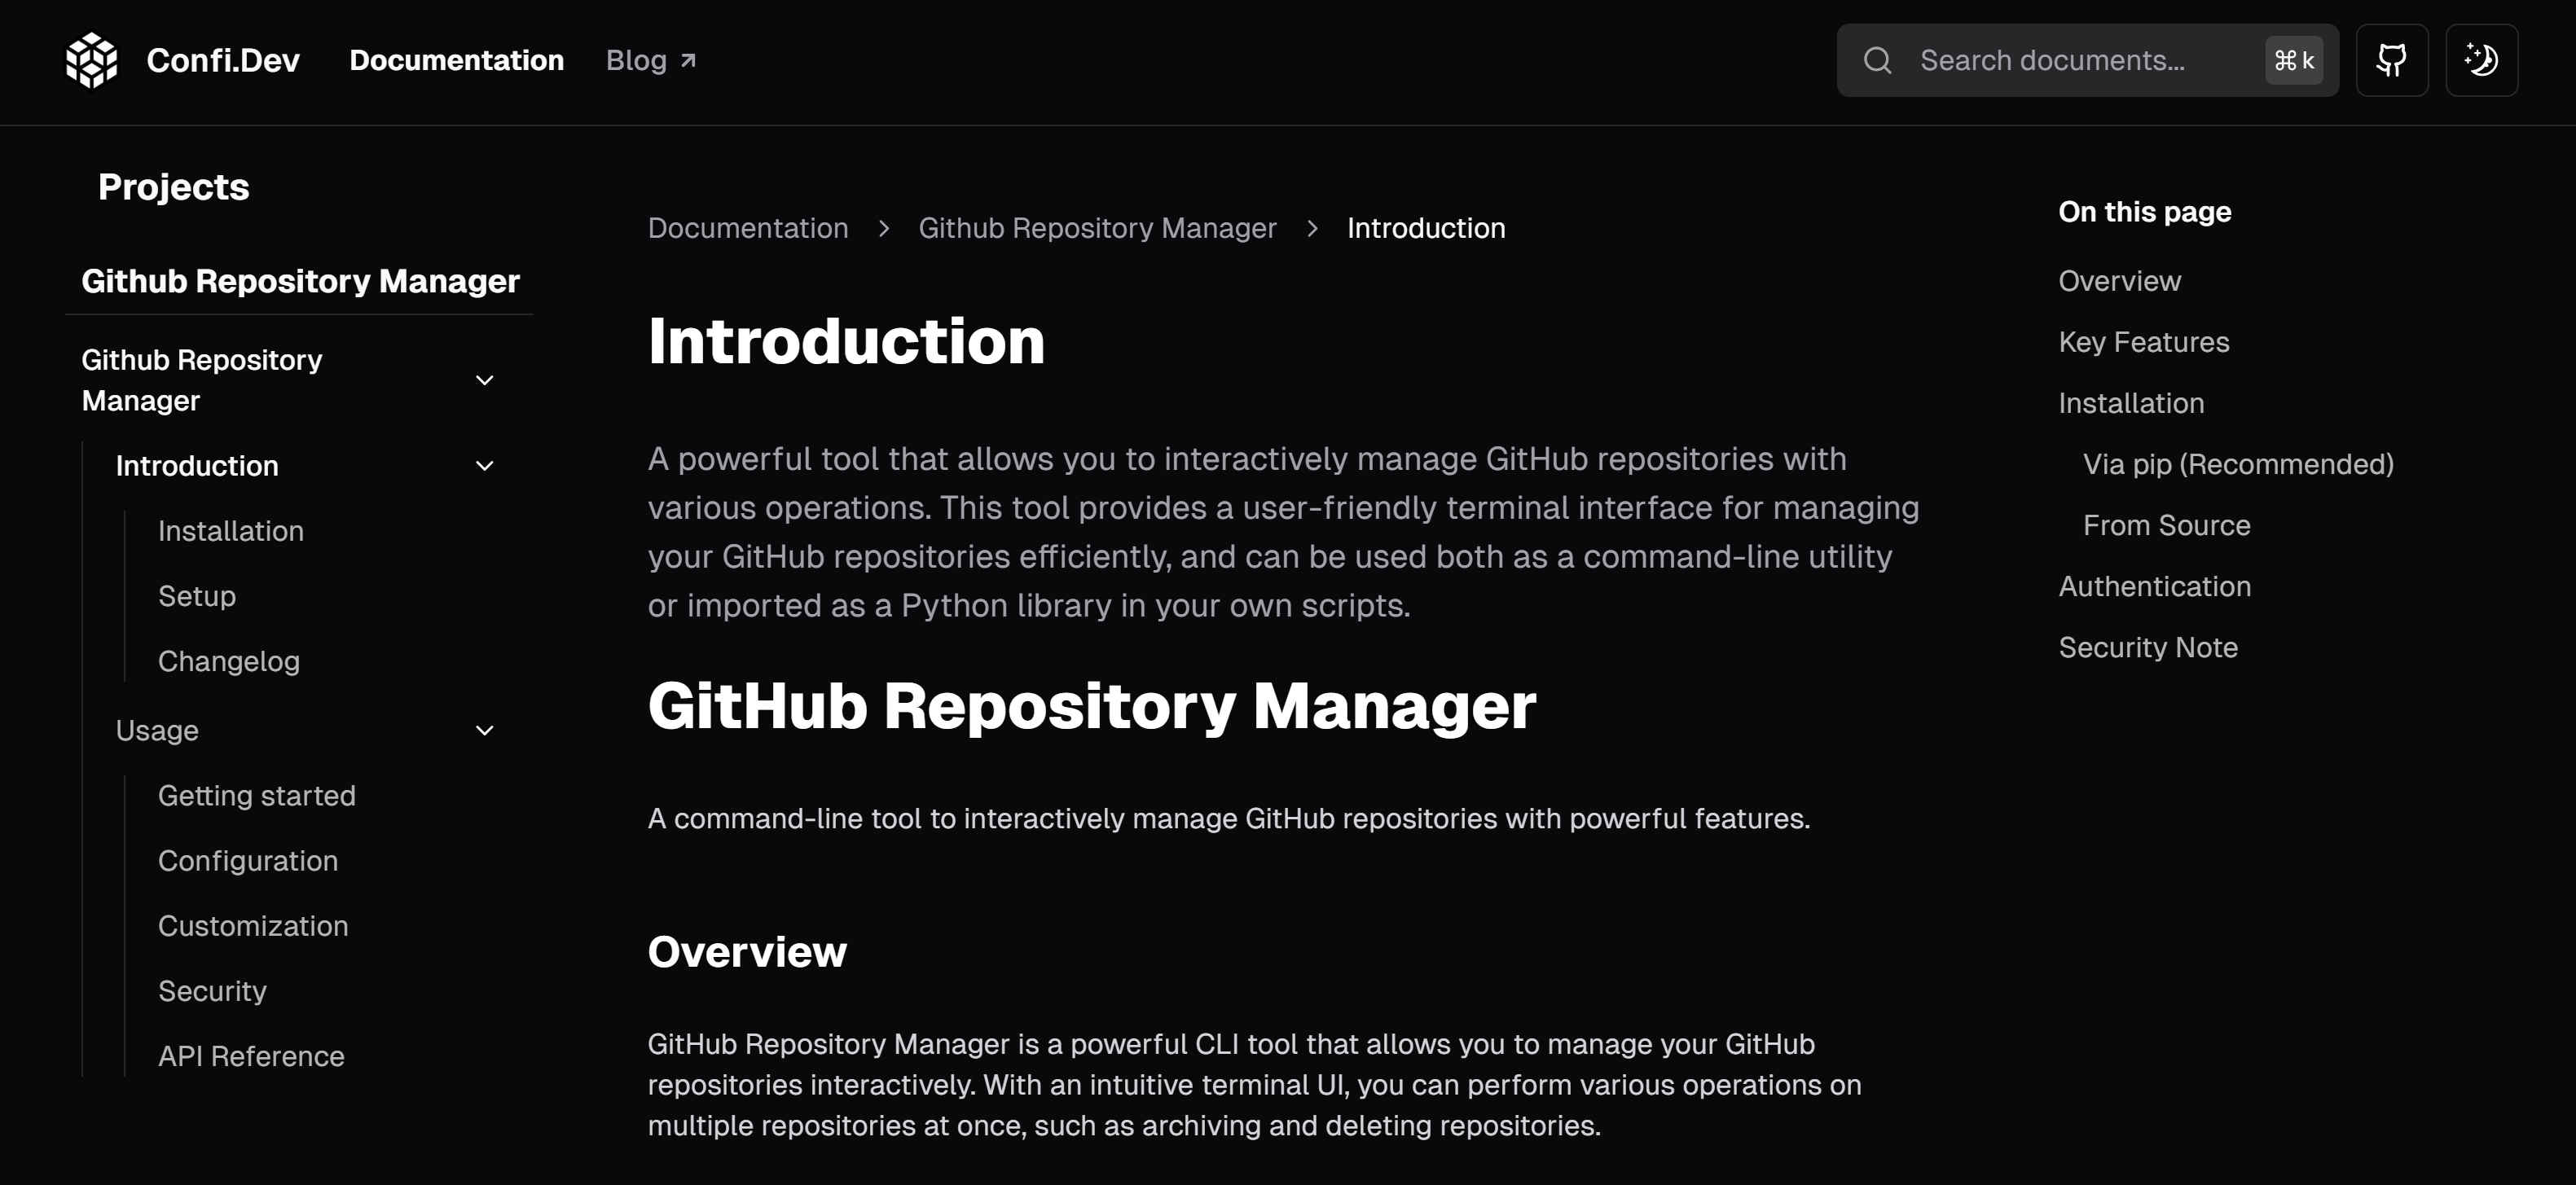 Confi.Dev
Documentation
Blog
Search documents...
⌘ k
Projects
Github Repository Manager
Github Repository
Manager
Introduction
Installation
Setup
Changelog
Usage
Getting started
Configuration
Customization
Security
API Reference
Documentation > Github Repository Manager > Introduction
Introduction
A powerful tool that allows you to interactively manage GitHub repositories with
various operations. This tool provides a user-friendly terminal interface for managing
your GitHub repositories efficiently, and can be used both as a command-line utility
or imported as a Python library in your own scripts.
GitHub Repository Manager
A command-line tool to interactively manage GitHub repositories with powerful features.
Overview
GitHub Repository Manager is a powerful CLI tool that allows you to manage your GitHub
repositories interactively. With an intuitive terminal UI, you can perform various operations on
multiple repositories at once, such as archiving and deleting repositories.
On this page
Overview
Key Features
Installation
Via pip (Recommended)
From Source
Authentication
Security Note